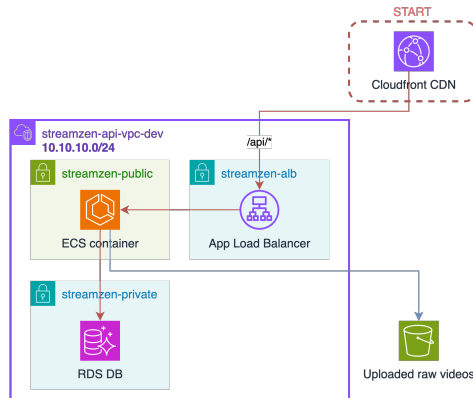 START
Cloudfront CDN
streamzen-api-vpc-dev
10.10.10.0/24
/api/*
streamzen-public
streamzen-alb
ECS container
App Load Balancer
streamzen-private
RDS DB
Uploaded raw videos